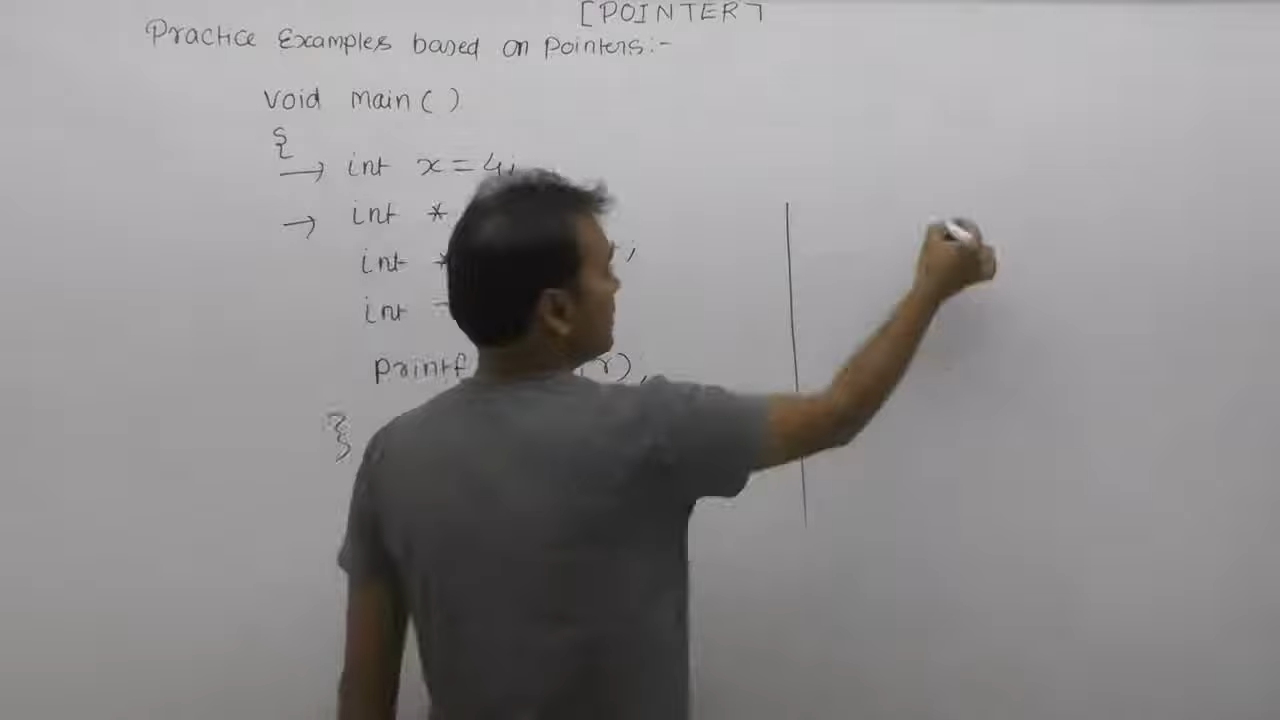 [POINTER]
Practice Examples based on Pointers:-
void main( )
{
→ int x=4;
→ int *
int * ;
int
printf r);
}